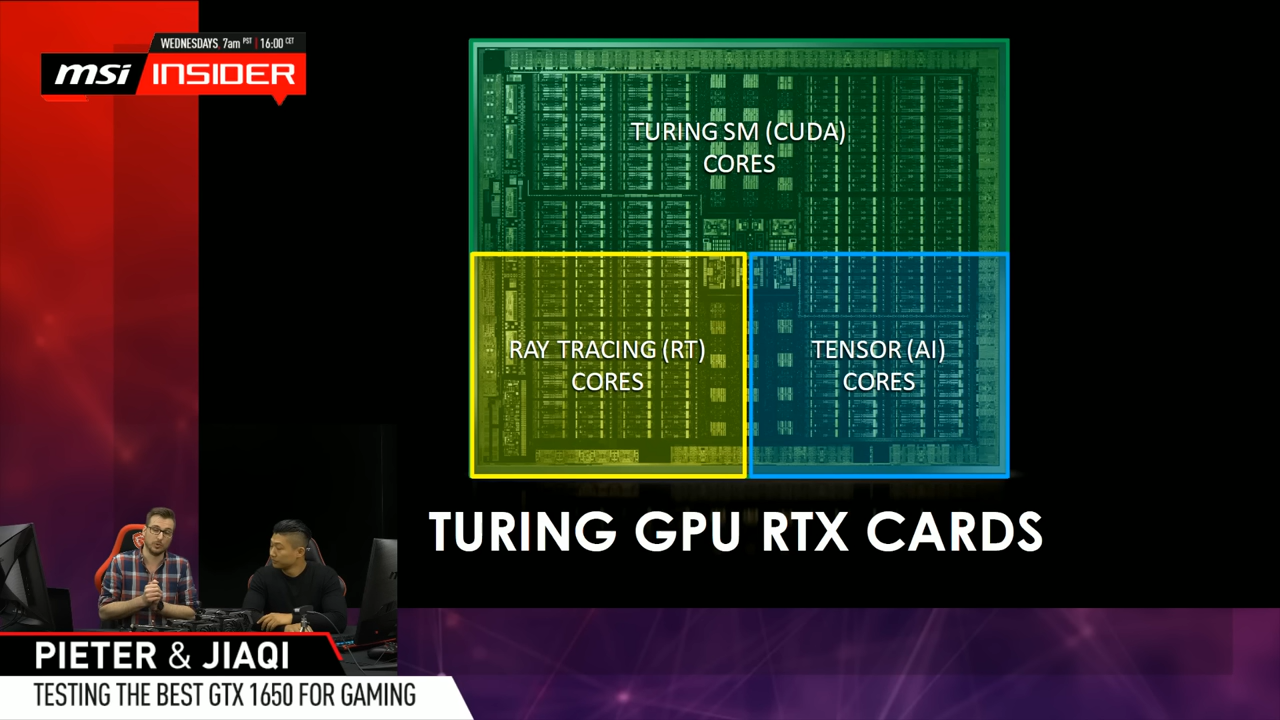 WEDNESDAYS 7am PST | 16:00 CET
msi INSIDER
TURING SM (CUDA)
CORES
RAY TRACING (RT)
CORES
TENSOR (AI)
CORES
TURING GPU RTX CARDS
PIETER & JIAQI
TESTING THE BEST GTX 1650 FOR GAMING